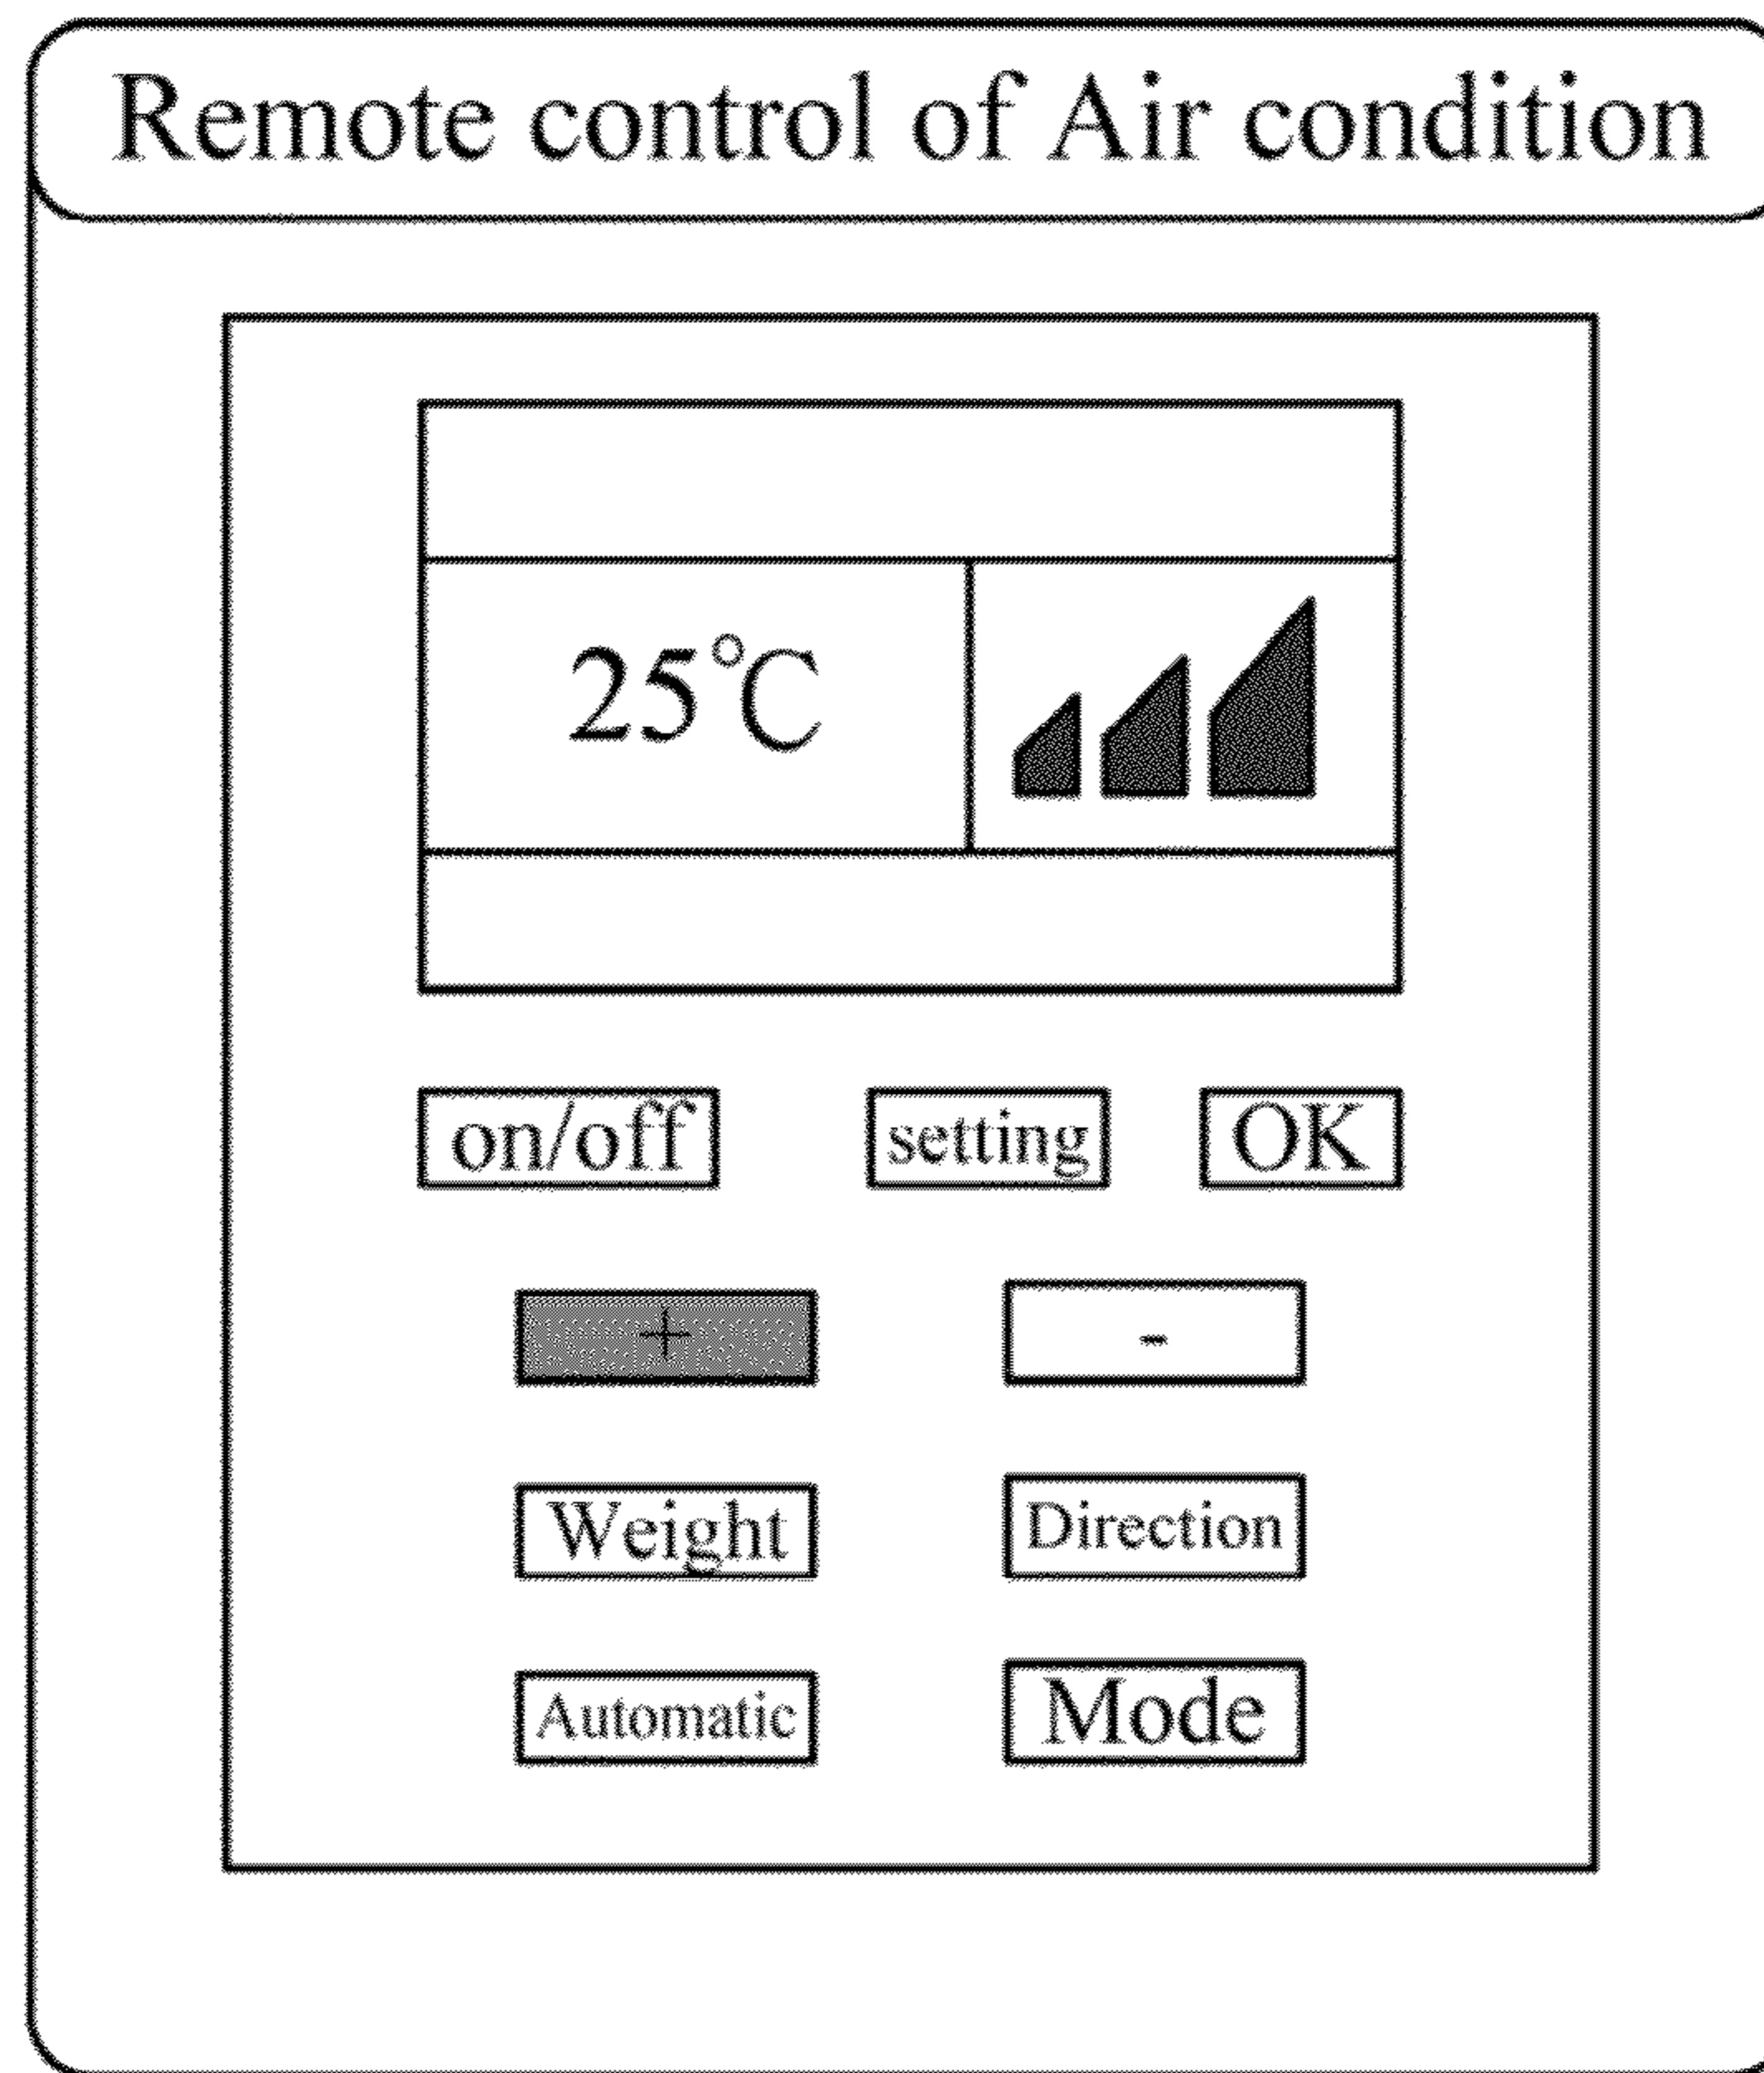 Remote control of Air condition
25℃
on/off setting OK
+ -
Weight Direction
Automatic Mode